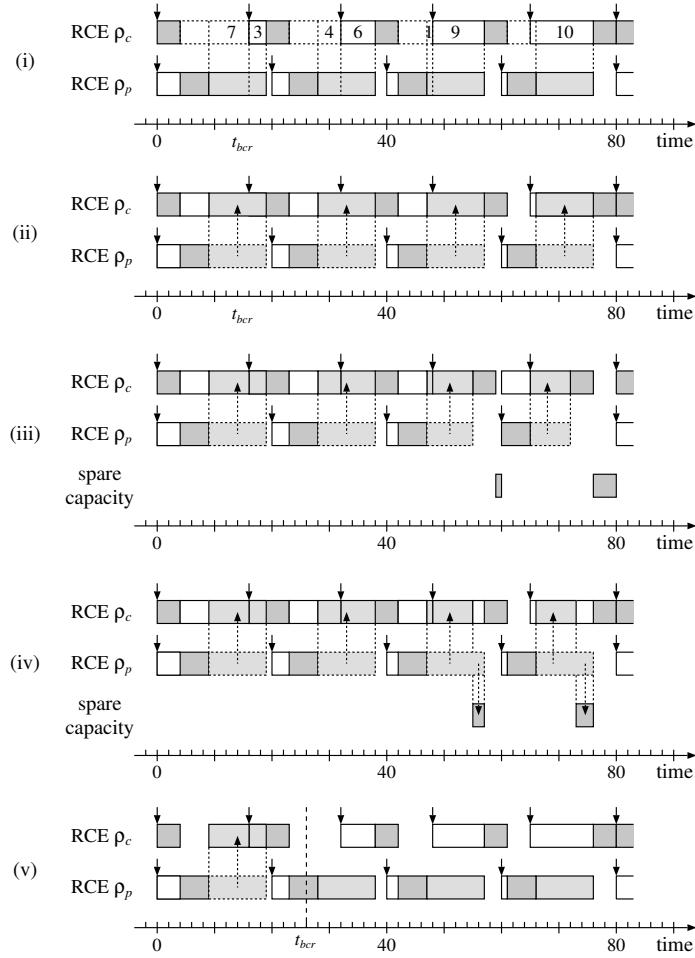 RCE ρc 7 3 4 6 1 9 10
(i)
RCE ρp
0 tbcr 40 80 time
RCE ρc
(ii)
RCE ρp
0 tbcr 40 80 time
RCE ρc
(iii)
RCE ρp
spare
capacity
0 40 80 time
RCE ρc
(iv)
RCE ρp
spare
capacity
0 40 80 time
RCE ρc
(v)
RCE ρp
0 tbcr 40 80 time